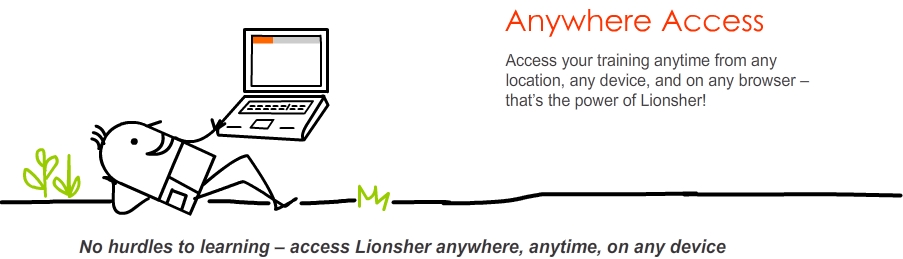 Anywhere Access
Access your training anytime from any
location, any device, and on any browser –
that's the power of Lionsher!
No hurdles to learning – access Lionsher anywhere, anytime, on any device